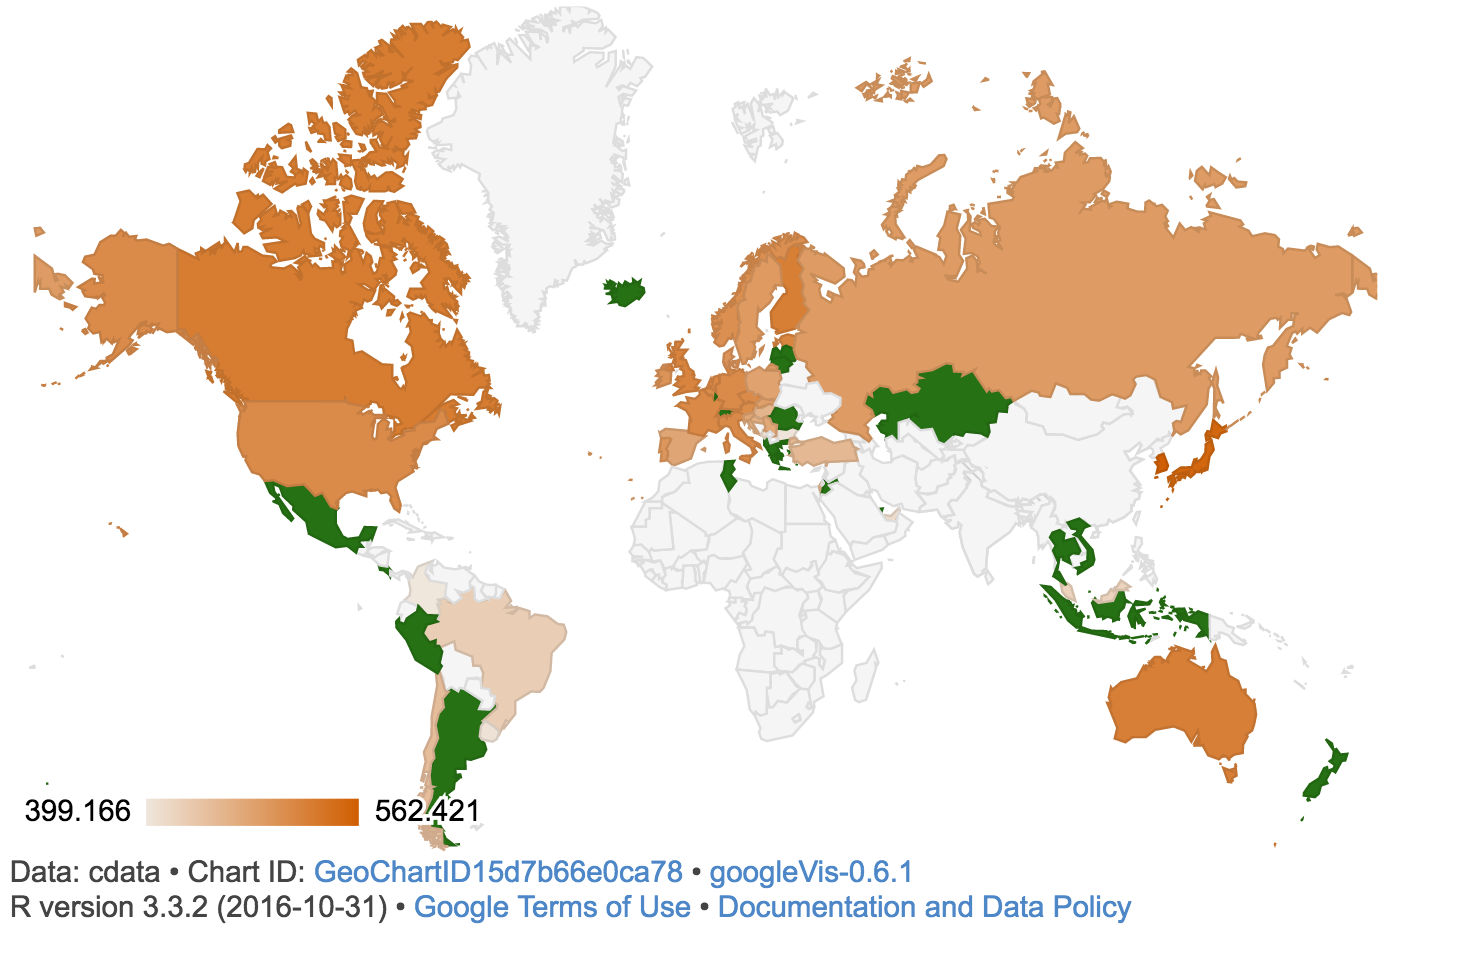 399.166 562.421
Data: cdata • Chart ID: GeoChartID15d7b66e0ca78 • googleVis-0.6.1
R version 3.3.2 (2016-10-31) • Google Terms of Use • Documentation and Data Policy